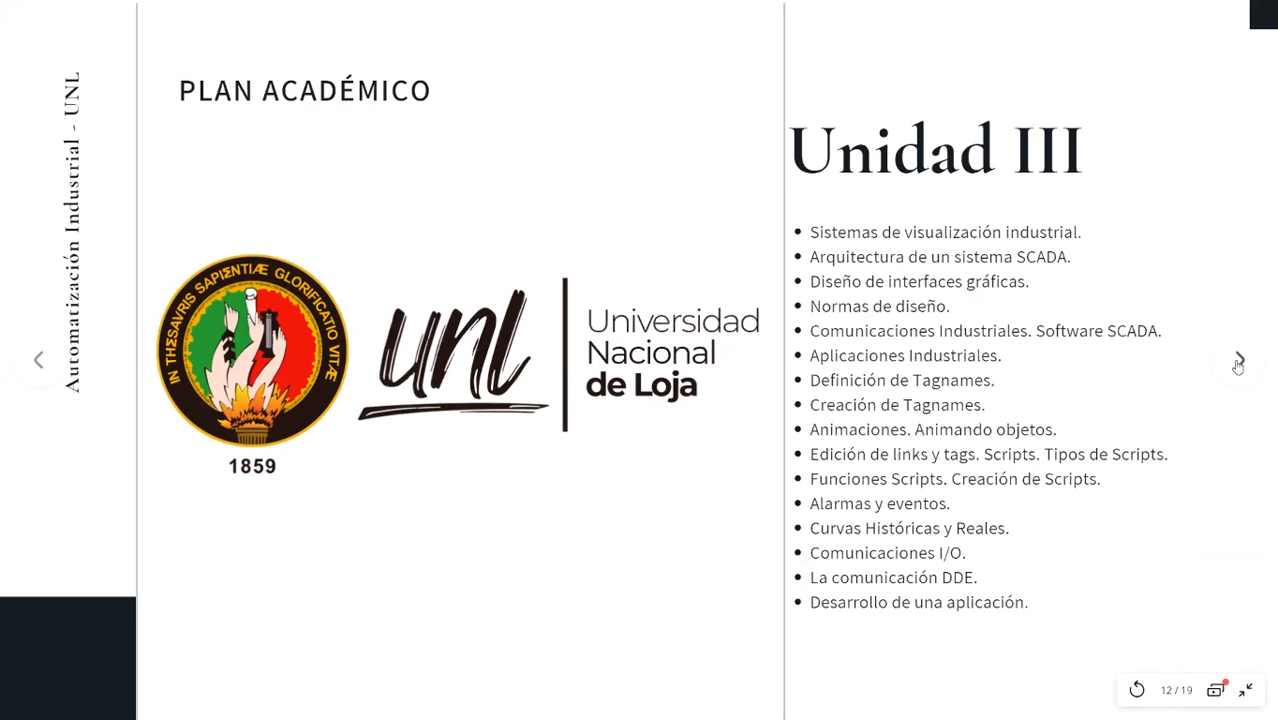 Automatización Industrial - UNL
PLAN ACADÉMICO
IN THƩSAVRIS SAPIƩNTIÆ GLORIFICATIO VITÆ
1859
unl
Universidad
Nacional
de Loja
Unidad III
• Sistemas de visualización industrial.
• Arquitectura de un sistema SCADA.
• Diseño de interfaces gráficas.
• Normas de diseño.
• Comunicaciones Industriales. Software SCADA.
• Aplicaciones Industriales.
• Definición de Tagnames.
• Creación de Tagnames.
• Animaciones. Animando objetos.
• Edición de links y tags. Scripts. Tipos de Scripts.
• Funciones Scripts. Creación de Scripts.
• Alarmas y eventos.
• Curvas Históricas y Reales.
• Comunicaciones I/O.
• La comunicación DDE.
• Desarrollo de una aplicación.
12 / 19